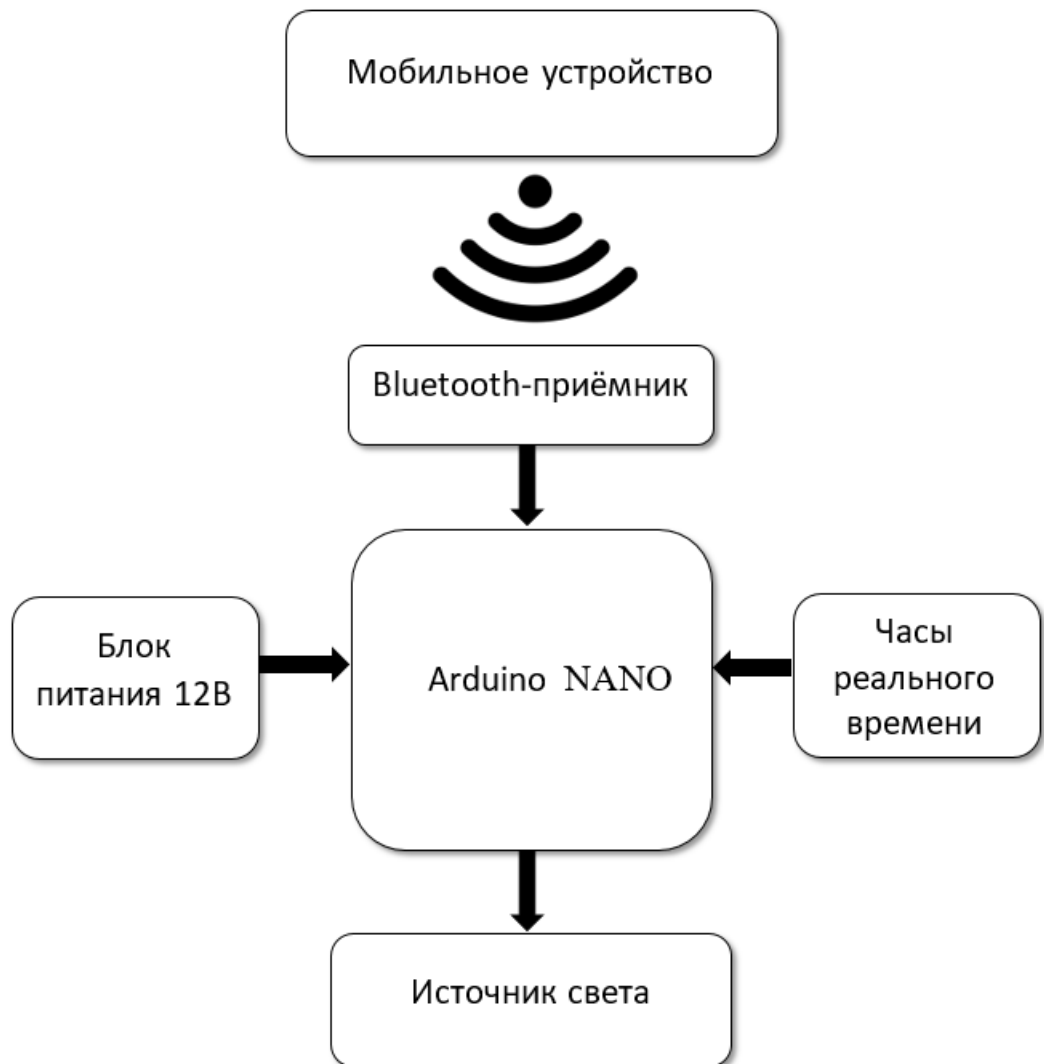 Мобильное устройство
Bluetooth-приёмник
Блок
питания 12В
Arduino NANO
Часы
реального
времени
Источник света